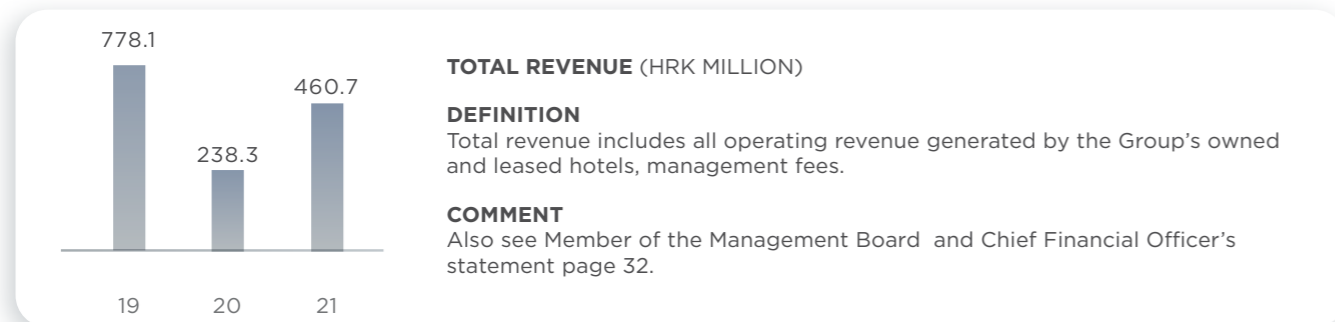 778.1
238.3
460.7
19
20
21
TOTAL REVENUE (HRK MILLION)
DEFINITION
Total revenue includes all operating revenue generated by the Group’s owned
and leased hotels, management fees.
COMMENT
Also see Member of the Management Board and Chief Financial Officer’s
statement page 32.